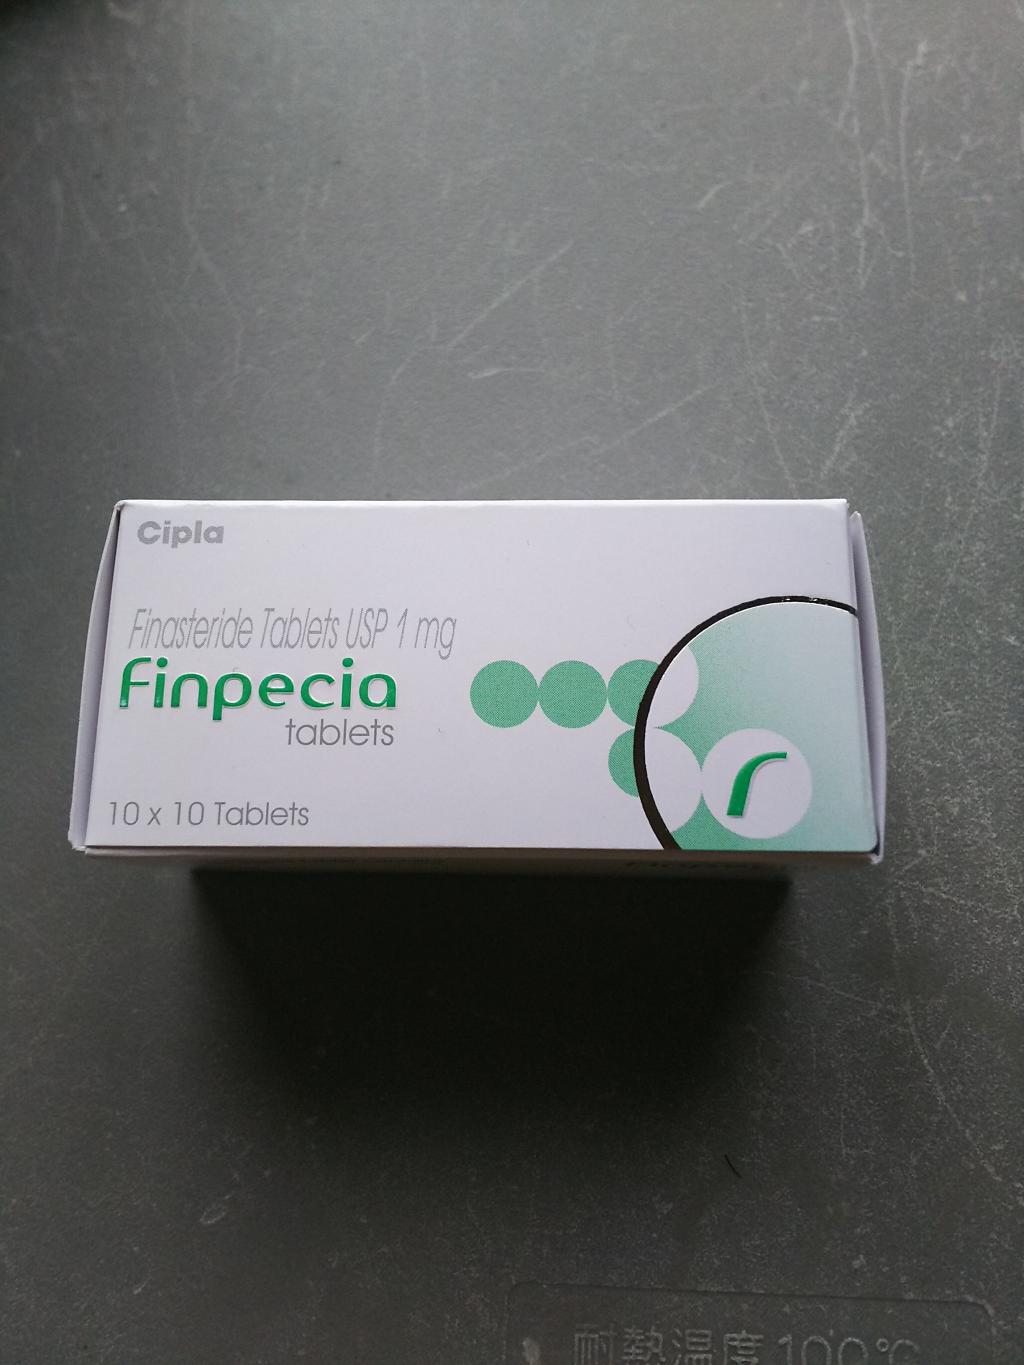 Cipla
Finasteride Tablets USP 1 mg
Finpecia
tablets
10 x 10 Tablets
耐熱温度100℃